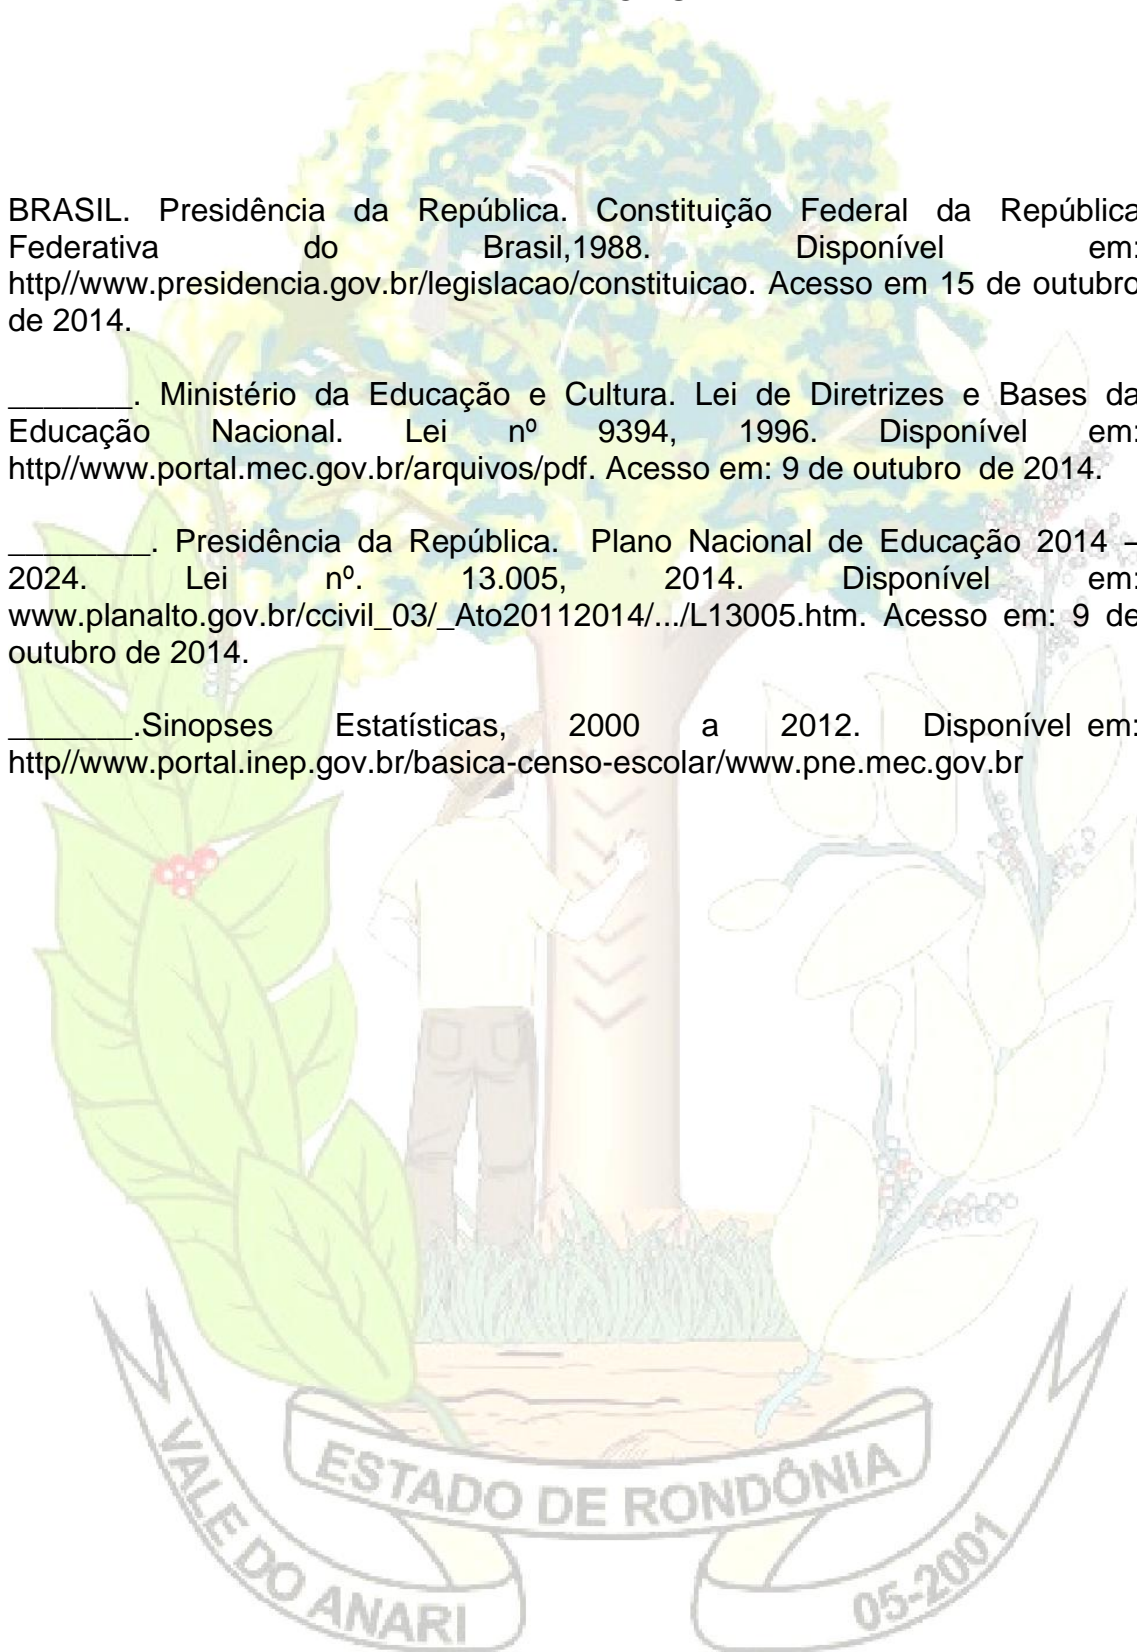 BRASIL. Presidência da República. Constituição Federal da República
Federativa do Brasil,1988. Disponível em:
http//www.presidencia.gov.br/legislacao/constituicao. Acesso em 15 de outubro
de 2014.
_______. Ministério da Educação e Cultura. Lei de Diretrizes e Bases da
Educação Nacional. Lei nº 9394, 1996. Disponível em:
http//www.portal.mec.gov.br/arquivos/pdf. Acesso em: 9 de outubro  de 2014.
________. Presidência da República.  Plano Nacional de Educação 2014 –
2024. Lei nº. 13.005, 2014. Disponível em:
www.planalto.gov.br/ccivil_03/_Ato20112014/.../L13005.htm. Acesso em: 9 de
outubro de 2014.
_______.Sinopses Estatísticas, 2000 a 2012. Disponível em:
http//www.portal.inep.gov.br/basica-censo-escolar/www.pne.mec.gov.br
ESTADO DE RONDÔNIA
VALE DO ANARI
05-2001